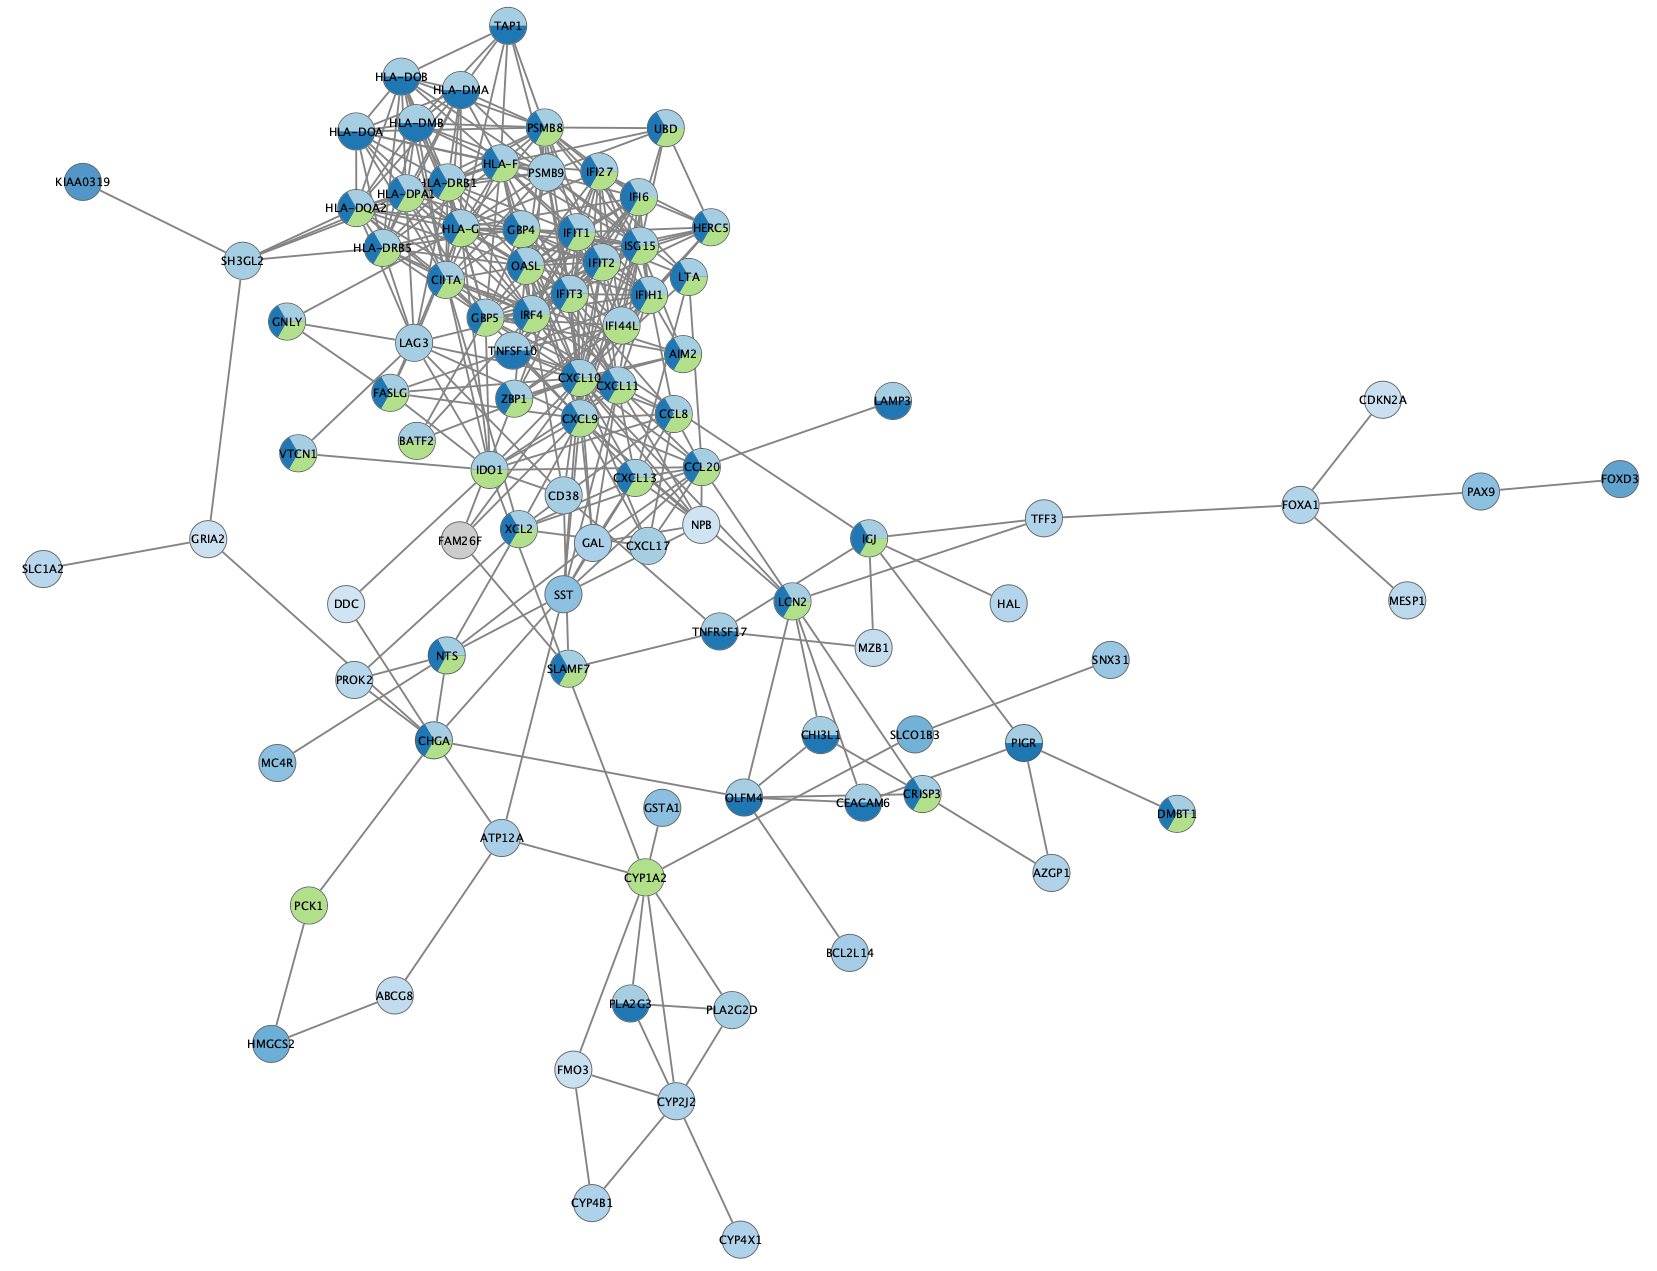 TAP1
HLA-DOB
HLA-DMA
HLA-DOA
HLA-DMB
PSMB8
UBD
HLA-F
PSMB9
IFI27
KIAA0319
HLA-DRB1
HLA-DPA1
IFI6
HLA-DQA2
HLA-G
GBP4
IFIT1
HERC5
HLA-DRB5
ISG15
SH3GL2
OASL
IFIT2
CIITA
LTA
IFIT3
IFIH1
GNLY
GBP5
IRF4
IFI44L
LAG3
TNFSF10
AIM2
CXCL10
CXCL11
FASLG
ZBP1
LAMP3
CDKN2A
CXCL9
CCL8
BATF2
VTCN1
IDO1
CXCL13
CCL20
FOXD3
PAX9
CD38
FOXA1
TFF3
NPB
XCL2
FAM26F
GAL
CXCL17
IGJ
GRIA2
SLC1A2
SST
DDC
LCN2
HAL
MESP1
TNFRSF17
MZB1
NTS
SLAMF7
SNX31
PROK2
CHGA
CHI3L1
SLCO1B3
PIGR
MC4R
OLFM4
CEACAM6
CRISP3
GSTA1
DMBT1
ATP12A
CYP1A2
AZGP1
PCK1
BCL2L14
ABCG8
PLA2G3
PLA2G2D
HMGCS2
FMO3
CYP2J2
CYP4B1
CYP4X1